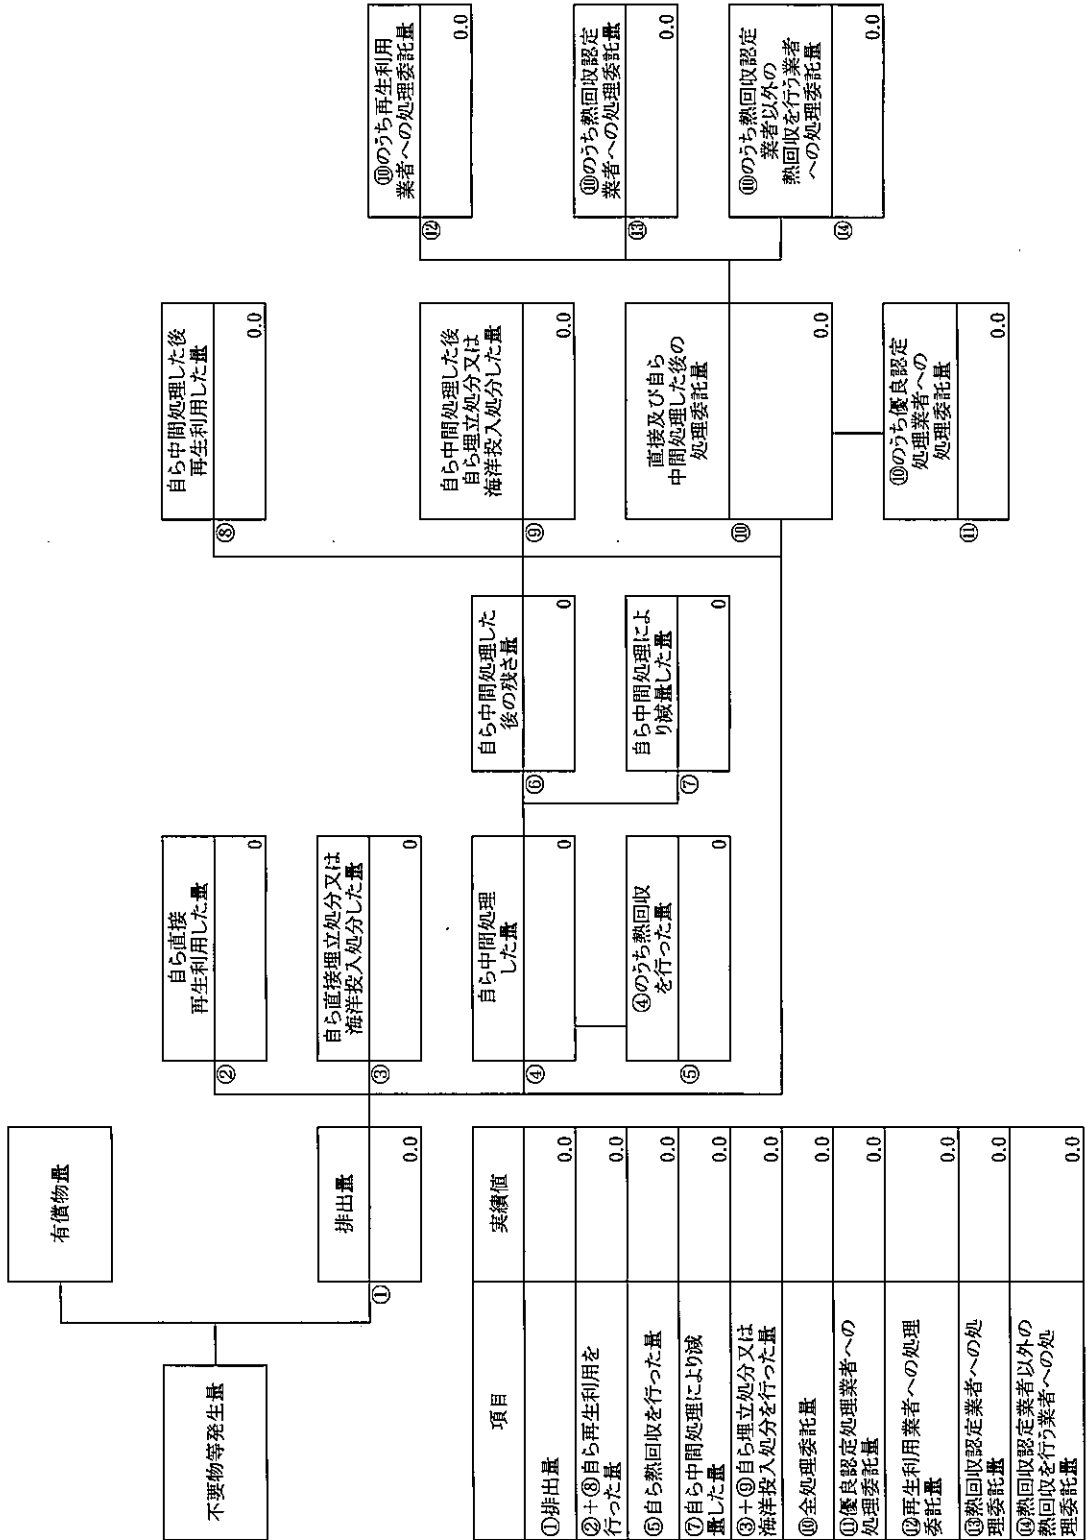 不要物等発生量
有償物量
排出量
①
0.0
自ら直接
再生利用した量
②
0
自ら直接埋立処分又は
海洋投入処分した量
③
0
自ら中間処理
した量
④
0
④のうち熱回収
を行った量
⑤
0
自ら中間処理した
後の残さ量
⑥
0
自ら中間処理によ
り減量した量
⑦
0
自ら中間処理した後
再生利用した量
⑧
0.0
自ら中間処理した後
自ら埋立処分又は
海洋投入処分した量
⑨
0.0
直接及び自ら
中間処理した後の
処理委託量
⑩
0.0
⑩のうち優良認定
処理業者への
処理委託量
⑪
0.0
⑩のうち再生利用
業者への処理委託量
⑫
0.0
⑩のうち熱回収認定
業者への処理委託量
⑬
0.0
⑩のうち熱回収認定
業者以外の
熱回収を行う業者
への処理委託量
⑭
0.0
項目
実績値
①排出量
0.0
②+⑧自ら再生利用を
行った量
0.0
⑤自ら熱回収を行った量
0.0
⑦自ら中間処理により減
量した量
0.0
③+⑨自ら埋立処分又は
海洋投入処分を行った量
0.0
⑩全処理委託量
0.0
⑪優良認定処理業者への
処理委託量
0.0
⑫再生利用業者への処理
委託量
0.0
⑬熱回収認定業者への処
理委託量
0.0
⑭熱回収認定業者以外の
熱回収を行う業者への処
理委託量
0.0